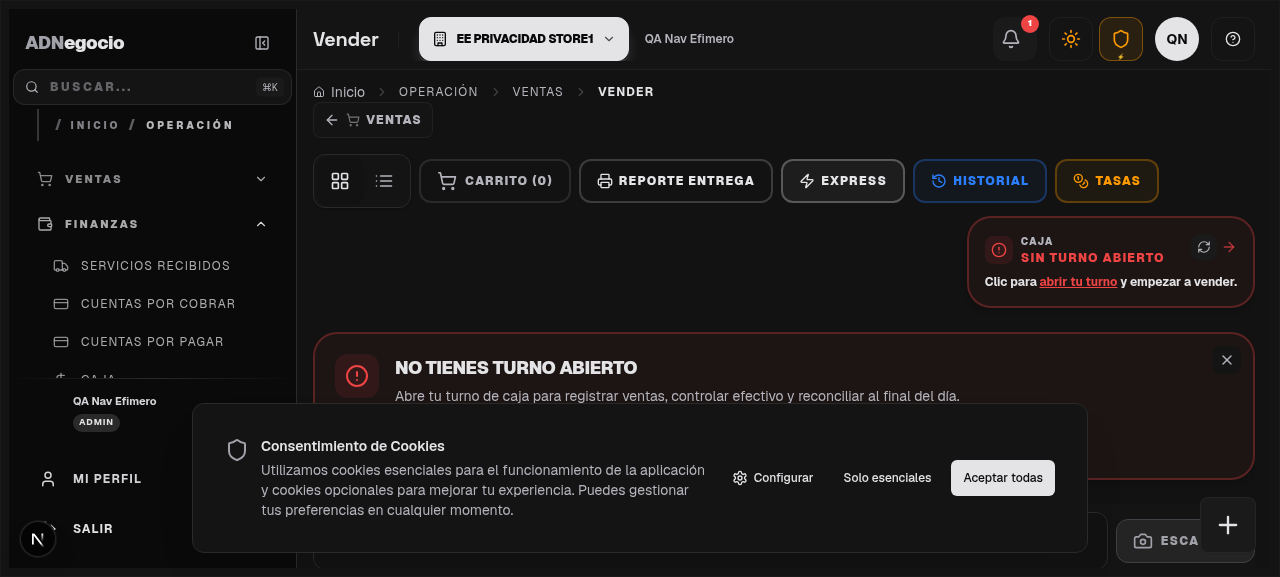 ADNegocio
BUSCAR...
⌘K
/ INICIO / OPERACIÓN
VENTAS
FINANZAS
SERVICIOS RECIBIDOS
CUENTAS POR COBRAR
CUENTAS POR PAGAR
QA Nav Efimero
ADMIN
MI PERFIL
SALIR
N
Vender
EE PRIVACIDAD STORE1
QA Nav Efimero
1
QN
Inicio > OPERACIÓN > VENTAS > VENDER
VENTAS
CARRITO (0)
REPORTE ENTREGA
EXPRESS
HISTORIAL
TASAS
CAJA
SIN TURNO ABIERTO
Clic para abrir tu turno y empezar a vender.
NO TIENES TURNO ABIERTO
Abre tu turno de caja para registrar ventas, controlar efectivo y reconciliar al final del día.
Consentimiento de Cookies
Utilizamos cookies esenciales para el funcionamiento de la aplicación
y cookies opcionales para mejorar tu experiencia. Puedes gestionar
tus preferencias en cualquier momento.
Configurar
Solo esenciales
Aceptar todas
ESCA